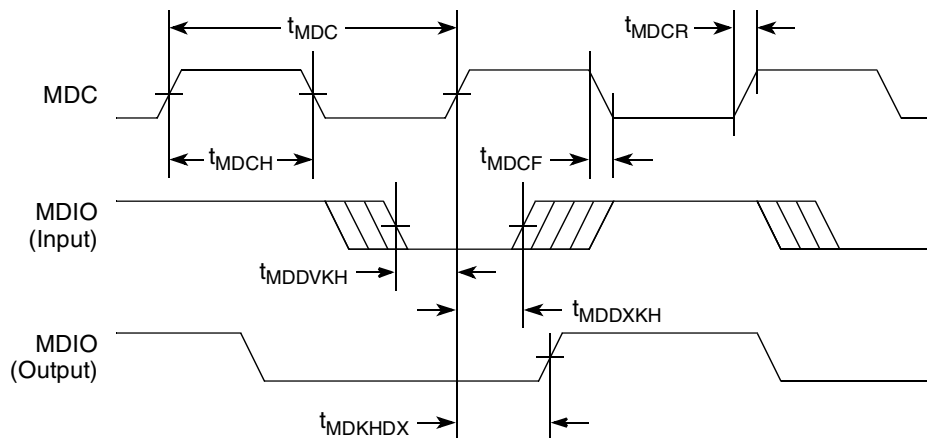 tMDC
tMDCR
MDC
tMDCH
tMDCF
MDIO
(Input)
tMDDVKH
tMDDXKH
MDIO
(Output)
tMDKHDX